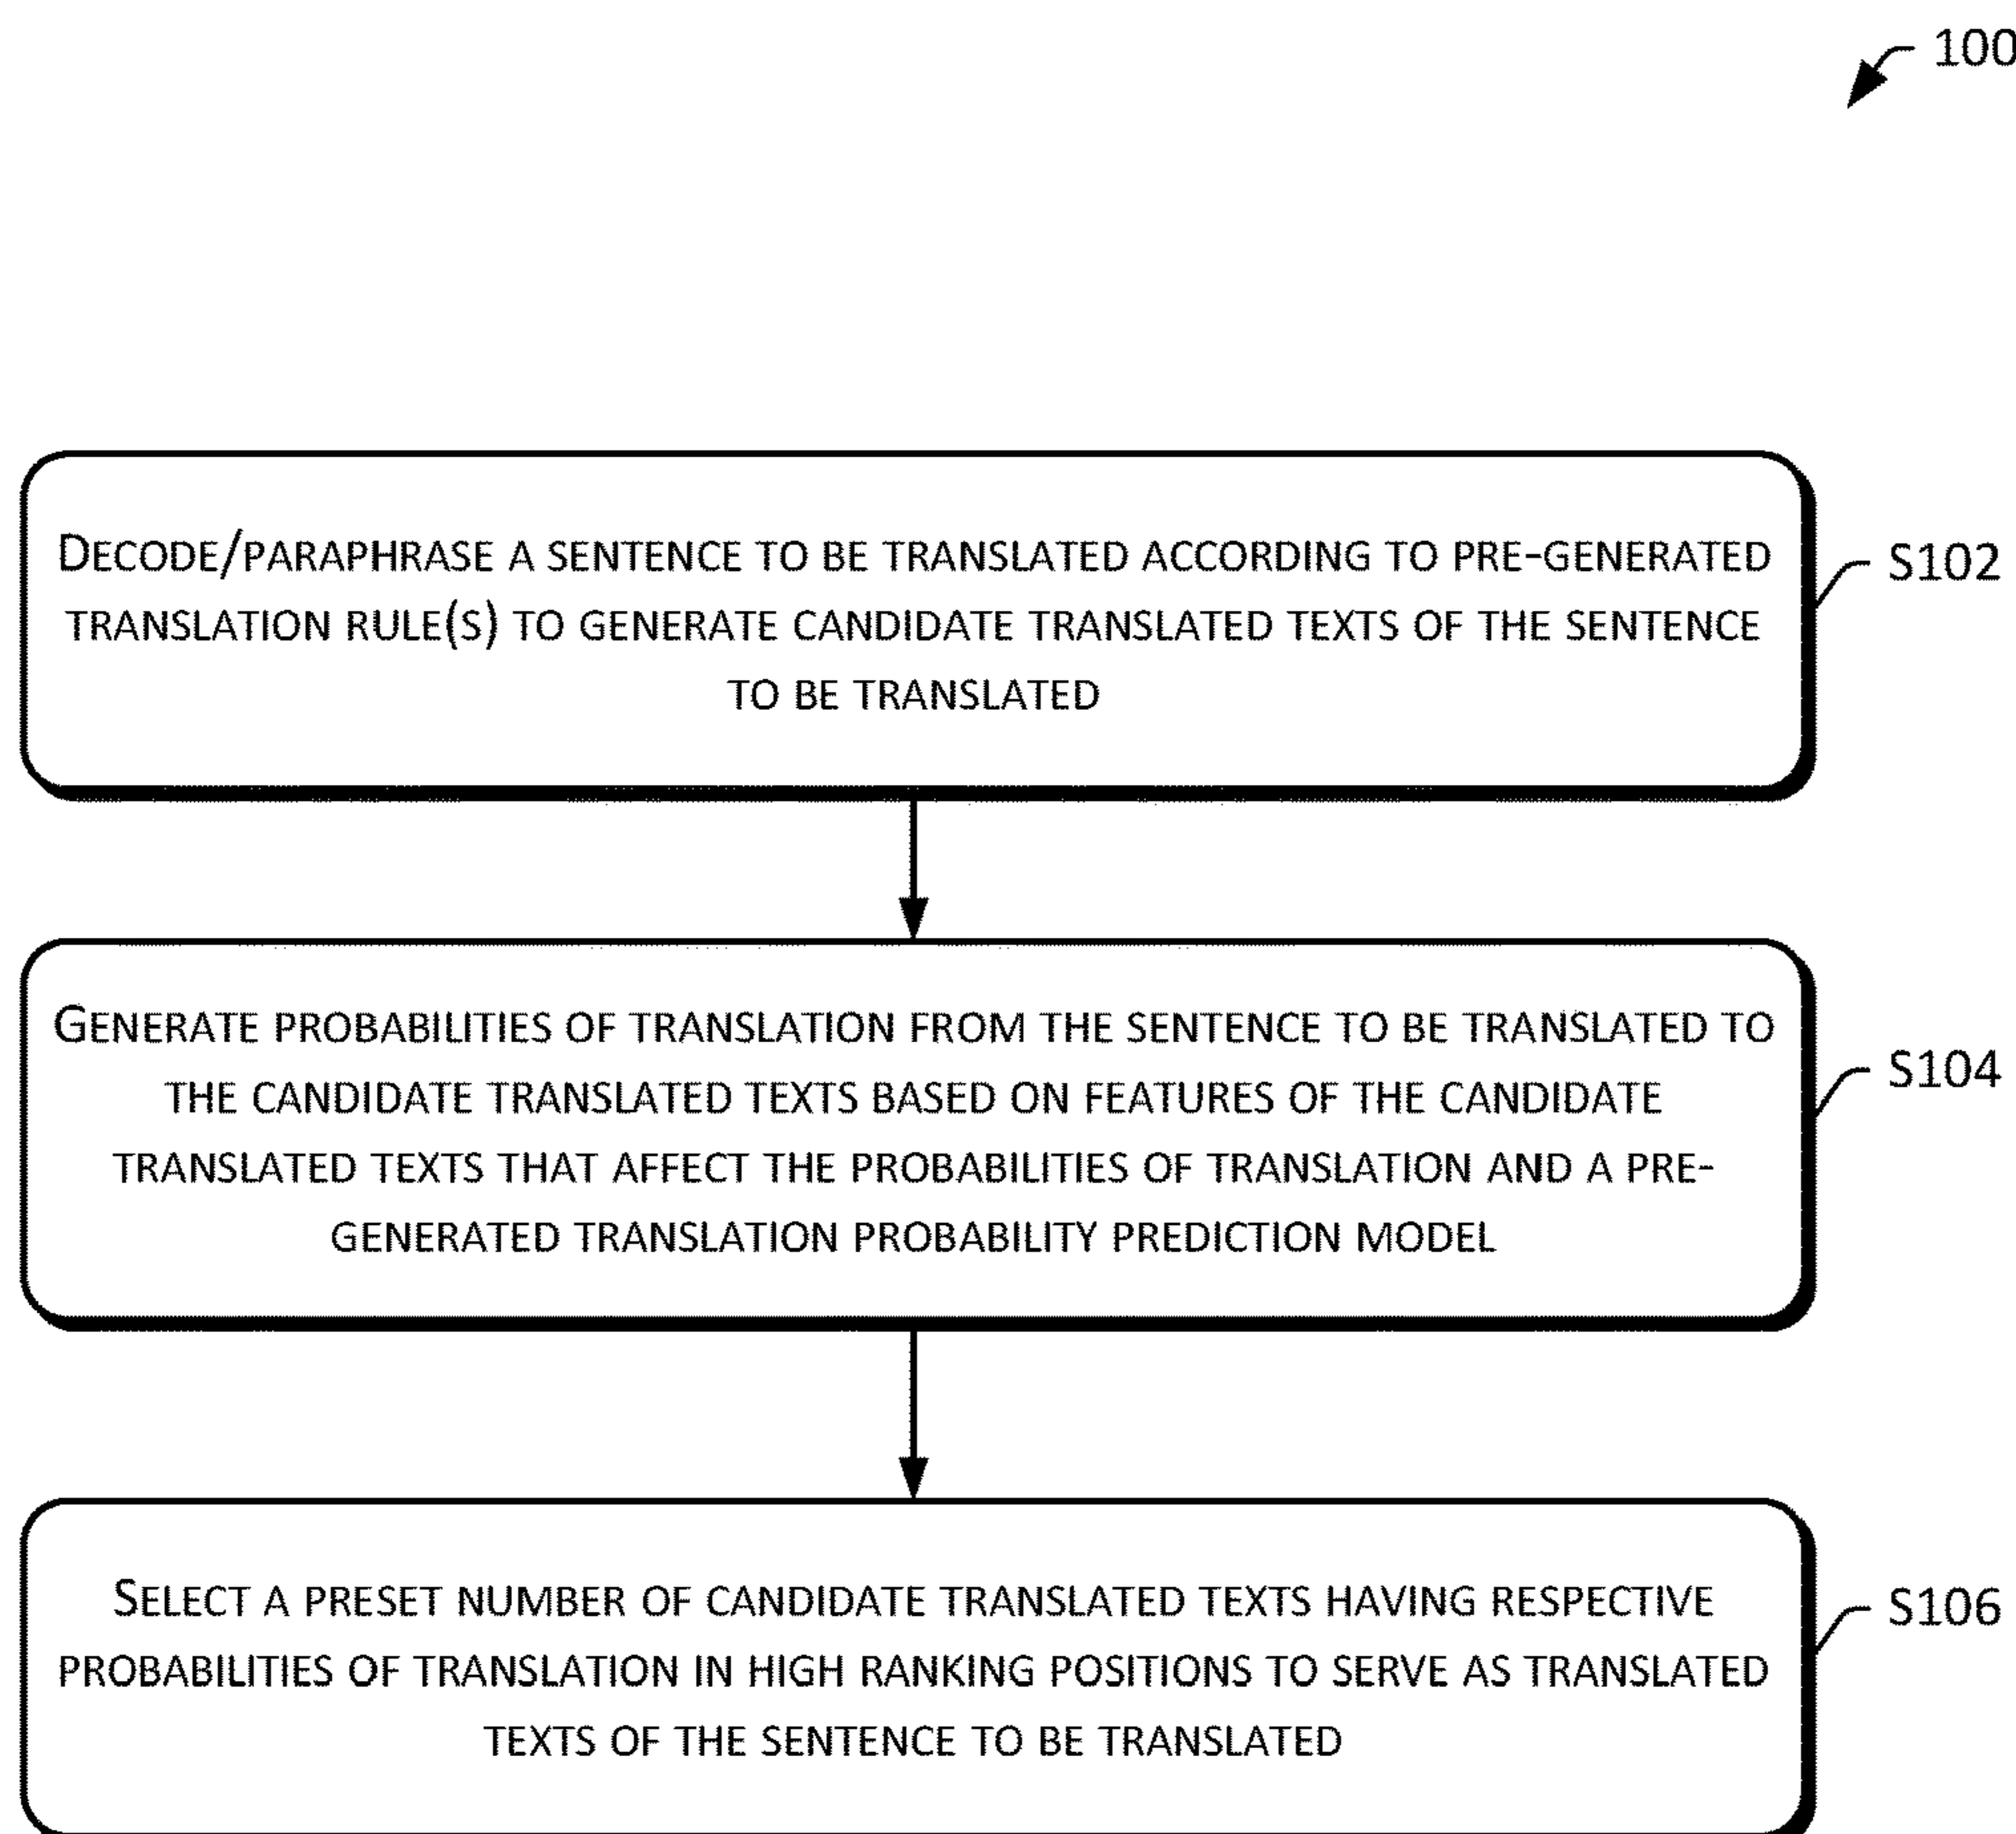 100
DECODE/PARAPHRASE A SENTENCE TO BE TRANSLATED ACCORDING TO PRE-GENERATED
TRANSLATION RULE(S) TO GENERATE CANDIDATE TRANSLATED TEXTS OF THE SENTENCE
TO BE TRANSLATED
S102
GENERATE PROBABILITIES OF TRANSLATION FROM THE SENTENCE TO BE TRANSLATED TO
THE CANDIDATE TRANSLATED TEXTS BASED ON FEATURES OF THE CANDIDATE
TRANSLATED TEXTS THAT AFFECT THE PROBABILITIES OF TRANSLATION AND A PRE-
GENERATED TRANSLATION PROBABILITY PREDICTION MODEL
S104
SELECT A PRESET NUMBER OF CANDIDATE TRANSLATED TEXTS HAVING RESPECTIVE
PROBABILITIES OF TRANSLATION IN HIGH RANKING POSITIONS TO SERVE AS TRANSLATED
TEXTS OF THE SENTENCE TO BE TRANSLATED
S106